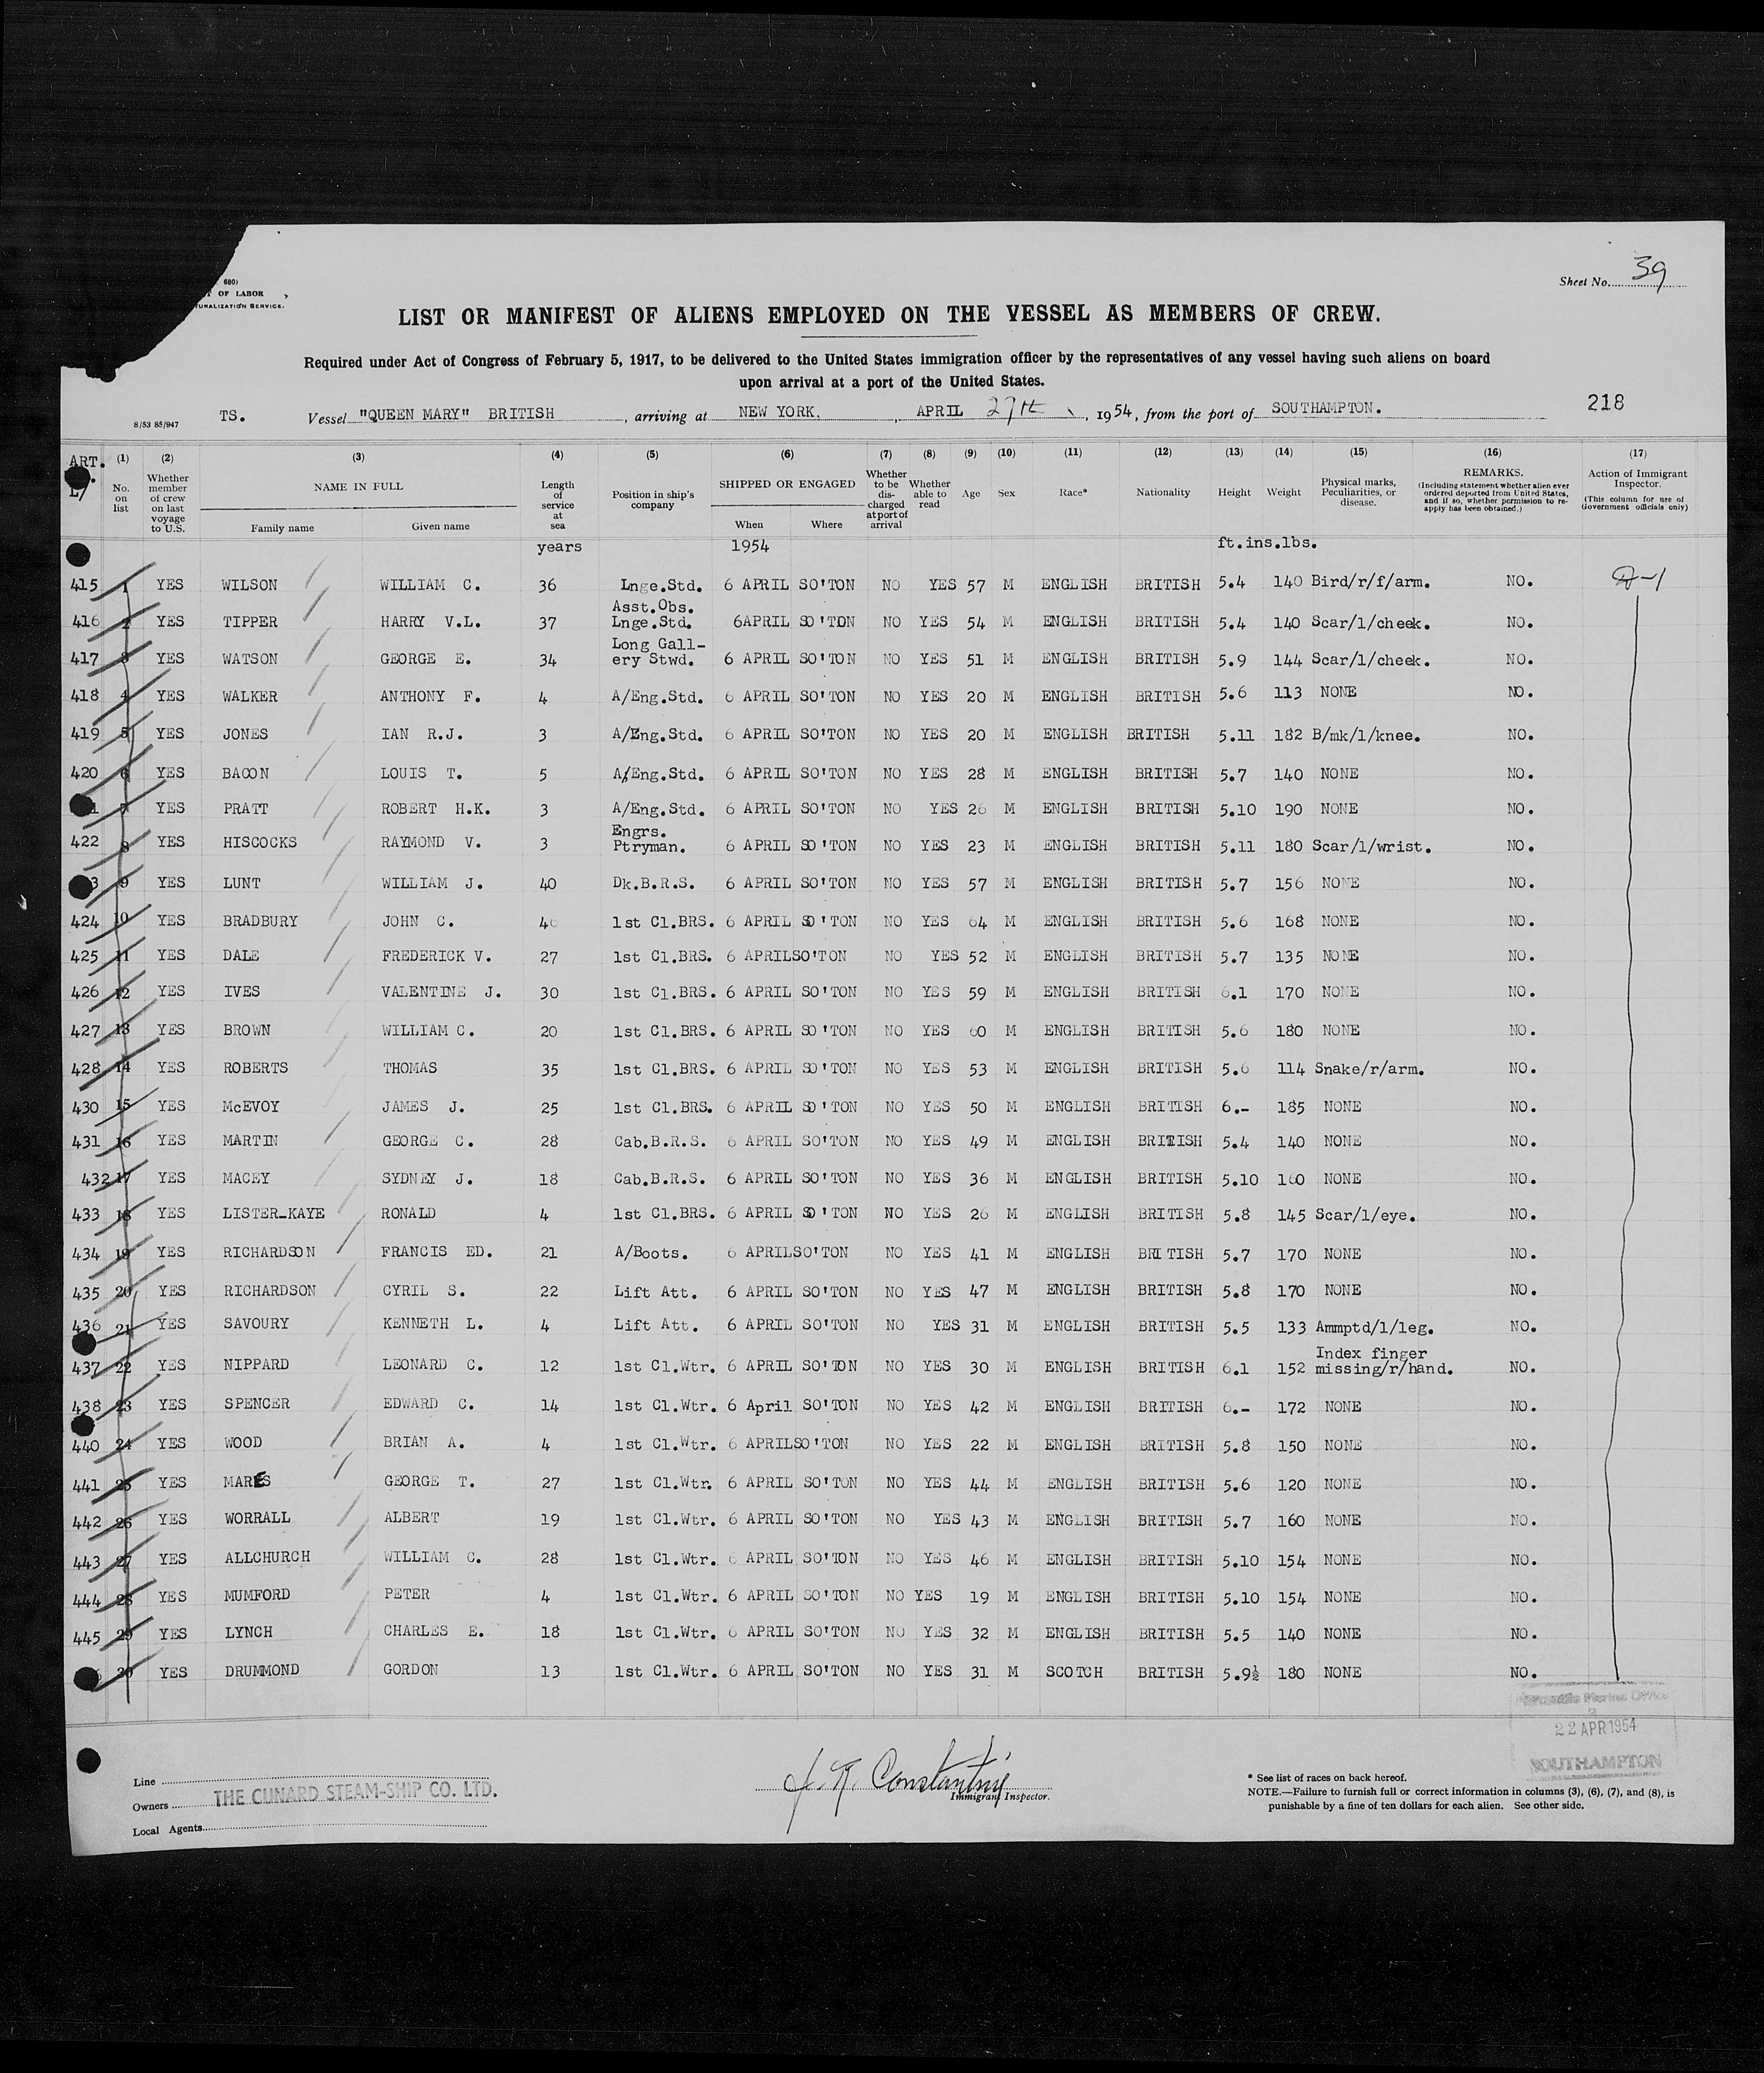 Sheet No. 39
680)
OF LABOR
TURALIZATION SERVICE.
LIST OR MANIFEST OF ALIENS EMPLOYED ON THE VESSEL AS MEMBERS OF CREW.
Required under Act of Congress of February 5, 1917, to be delivered to the United States immigration officer by the representatives of any vessel having such aliens on board
upon arrival at a port of the United States.
8/53 85/947 TS. Vessel "QUEEN MARY" BRITISH, arriving at NEW YORK, APRIL 27th, 1954, from the port of SOUTHAMPTON. 218
ART. (1) (2) (3) (4) (5) (6) (7) (8) (9) (10) (11) (12) (13) (14) (15) (16) (17)
No. on list Whether member of crew on last voyage to U.S. NAME IN FULL Family name Given name Length of service at sea Position in ship's company SHIPPED OR ENGAGED When Where Whether to be discharged at port of arrival Whether able to read Age Sex Race* Nationality Height Weight Physical marks, Peculiarities, or disease. REMARKS. (Including statement whether alien ever ordered deported from United States, and if so, whether permission to re-apply has been obtained.) Action of Immigrant Inspector. (This column for use of Government officials only)
years 1954 ft.ins.lbs.
415 1 YES WILSON WILLIAM C. 36 Lnge.Std. 6 APRIL SO'TON NO YES 57 M ENGLISH BRITISH 5.4 140 Bird/r/f/arm. NO.
416 2 YES TIPPER HARRY V.L. 37 Asst.Obs. Lnge.Std. 6APRIL SO'TON NO YES 54 M ENGLISH BRITISH 5.4 140 Scar/l/cheek. NO.
417 3 YES WATSON GEORGE E. 34 Long Gall- ery Stwd. 6 APRIL SO'TON NO YES 51 M ENGLISH BRITISH 5.9 144 Scar/l/cheek. NO.
418 4 YES WALKER ANTHONY F. 4 A/Eng.Std. 6 APRIL SO'TON NO YES 20 M ENGLISH BRITISH 5.6 113 NONE NO.
419 5 YES JONES IAN R.J. 3 A/Eng.Std. 6 APRIL SO'TON NO YES 20 M ENGLISH BRITISH 5.11 182 B/mk/l/knee. NO.
420 6 YES BACON LOUIS T. 5 A/Eng.Std. 6 APRIL SO'TON NO YES 28 M ENGLISH BRITISH 5.7 140 NONE NO.
7 YES PRATT ROBERT H.K. 3 A/Eng.Std. 6 APRIL SO'TON NO YES 26 M ENGLISH BRITISH 5.10 190 NONE NO.
422 8 YES HISCOCKS RAYMOND V. 3 Engrs. Ptryman. 6 APRIL SO'TON NO YES 23 M ENGLISH BRITISH 5.11 180 Scar/l/wrist. NO.
9 YES LUNT WILLIAM J. 40 Dk.B.R.S. 6 APRIL SO'TON NO YES 57 M ENGLISH BRITISH 5.7 156 NONE NO.
424 10 YES BRADBURY JOHN C. 46 1st Cl.BRS. 6 APRIL SO'TON NO YES 64 M ENGLISH BRITISH 5.6 168 NONE NO.
425 11 YES DALE FREDERICK V. 27 1st Cl.BRS. 6 APRILSO'TON NO YES 52 M ENGLISH BRITISH 5.7 135 NONE NO.
426 12 YES IVES VALENTINE J. 30 1st Cl.BRS. 6 APRIL SO'TON NO YES 59 M ENGLISH BRITISH 6.1 170 NONE NO.
427 13 YES BROWN WILLIAM C. 20 1st Cl.BRS. 6 APRIL SO'TON NO YES 60 M ENGLISH BRITISH 5.6 180 NONE NO.
428 14 YES ROBERTS THOMAS 35 1st Cl.BRS. 6 APRIL SO'TON NO YES 53 M ENGLISH BRITISH 5.6 114 Snake/r/arm. NO.
430 15 YES McEVOY JAMES J. 25 1st Cl.BRS. 6 APRIL SO'TON NO YES 50 M ENGLISH BRITISH 6.- 185 NONE NO.
431 16 YES MARTIN GEORGE C. 28 Cab.B.R.S. 6 APRIL SO'TON NO YES 49 M ENGLISH BRITISH 5.4 140 NONE NO.
432 17 YES MACEY SYDNEY J. 18 Cab.B.R.S. 6 APRIL SO'TON NO YES 36 M ENGLISH BRITISH 5.10 160 NONE NO.
433 18 YES LISTER-KAYE RONALD 4 1st Cl.BRS. 6 APRIL SO'TON NO YES 26 M ENGLISH BRITISH 5.8 145 Scar/l/eye. NO.
434 19 YES RICHARDSON FRANCIS ED. 21 A/Boots. 6 APRILSO'TON NO YES 41 M ENGLISH BRITISH 5.7 170 NONE NO.
435 20 YES RICHARDSON CYRIL S. 22 Lift Att. 6 APRIL SO'TON NO YES 47 M ENGLISH BRITISH 5.8 170 NONE NO.
436 21 YES SAVOURY KENNETH L. 4 Lift Att. 6 APRIL SO'TON NO YES 31 M ENGLISH BRITISH 5.5 133 Ammptd/l/leg. NO.
437 22 YES NIPPARD LEONARD C. 12 1st Cl.Wtr. 6 APRIL SO'TON NO YES 30 M ENGLISH BRITISH 6.1 152 Index finger missing/r/hand. NO.
438 23 YES SPENCER EDWARD C. 14 1st Cl.Wtr. 6 April SO'TON NO YES 42 M ENGLISH BRITISH 6.- 172 NONE NO.
440 24 YES WOOD BRIAN A. 4 1st Cl.Wtr. 6 APRILSO'TON NO YES 22 M ENGLISH BRITISH 5.8 150 NONE NO.
441 25 YES MARES GEORGE T. 27 1st Cl.Wtr. 6 APRIL SO'TON NO YES 44 M ENGLISH BRITISH 5.6 120 NONE NO.
442 26 YES WORRALL ALBERT 19 1st Cl.Wtr. 6 APRIL SO'TON NO YES 43 M ENGLISH BRITISH 5.7 160 NONE NO.
443 27 YES ALLCHURCH WILLIAM C. 28 1st Cl.Wtr. 6 APRIL SO'TON NO YES 46 M ENGLISH BRITISH 5.10 154 NONE NO.
444 28 YES MUMFORD PETER 4 1st Cl.Wtr. 6 APRIL SO'TON NO YES 19 M ENGLISH BRITISH 5.10 154 NONE NO.
445 29 YES LYNCH CHARLES E. 18 1st Cl.Wtr. 6 APRIL SO'TON NO YES 32 M ENGLISH BRITISH 5.5 140 NONE NO.
30 YES DRUMMOND GORDON 13 1st Cl.Wtr. 6 APRIL SO'TON NO YES 31 M SCOTCH BRITISH 5.9½ 180 NONE NO.
Mercantile Marine Office
22 APR 1954
SOUTHAMPTON
Line
Owners THE CUNARD STEAM-SHIP CO. LTD.
Local Agents
Constantine
Immigrant Inspector.
* See list of races on back hereof.
NOTE.—Failure to furnish full or correct information in columns (3), (6), (7), and (8), is
punishable by a fine of ten dollars for each alien. See other side.